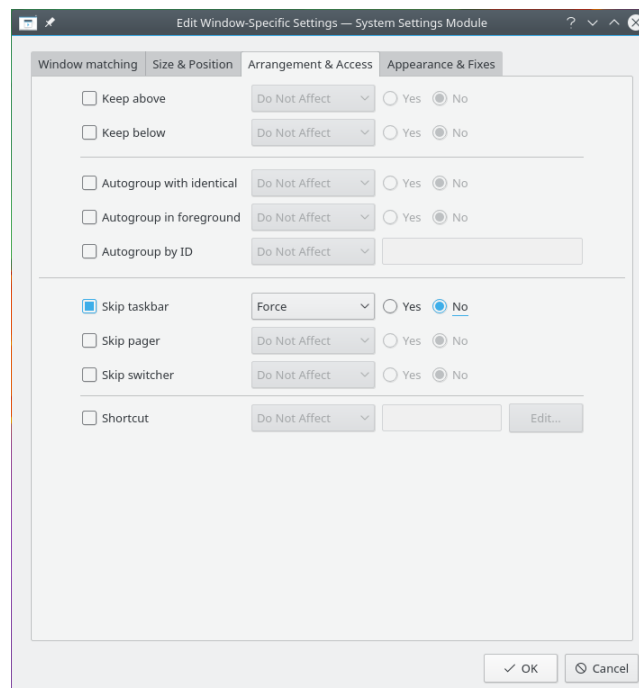 Edit Window-Specific Settings — System Settings Module
Window matching Size & Position Arrangement & Access Appearance & Fixes
Keep above Do Not Affect Yes No
Keep below Do Not Affect Yes No
Autogroup with identical Do Not Affect Yes No
Autogroup in foreground Do Not Affect Yes No
Autogroup by ID Do Not Affect
Skip taskbar Force Yes No
Skip pager Do Not Affect Yes No
Skip switcher Do Not Affect Yes No
Shortcut Do Not Affect Edit...
OK Cancel